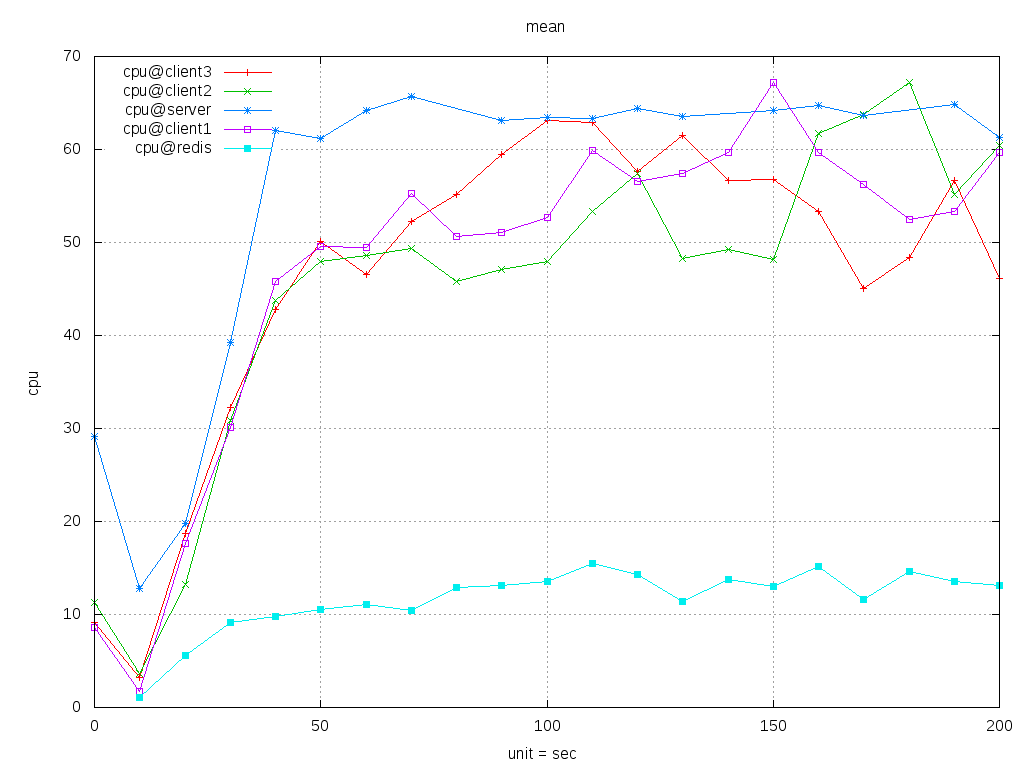 mean
70
60
50
40
30
20
10
0
cpu
cpu@client3
cpu@client2
cpu@server
cpu@client1
cpu@redis
0 50 100 150 200
unit = sec